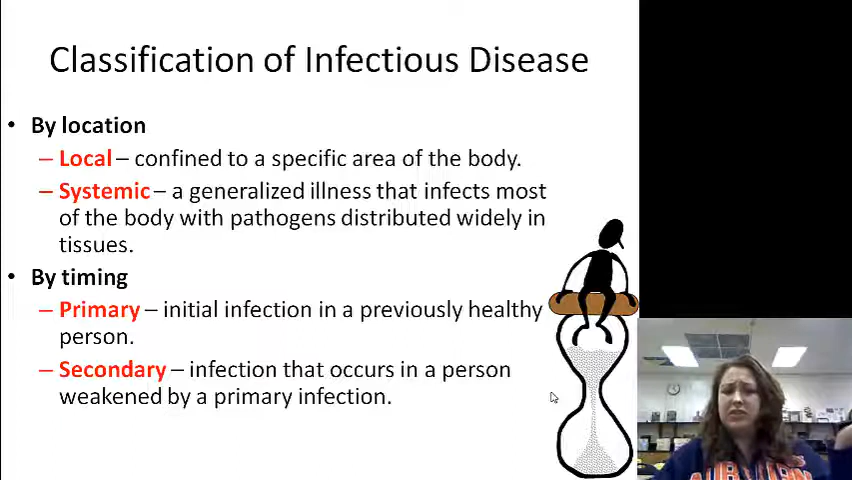 Classification of Infectious Disease
• By location
– Local – confined to a specific area of the body.
– Systemic – a generalized illness that infects most
of the body with pathogens distributed widely in
tissues.
• By timing
– Primary – initial infection in a previously healthy
person.
– Secondary – infection that occurs in a person
weakened by a primary infection.
AUBURN